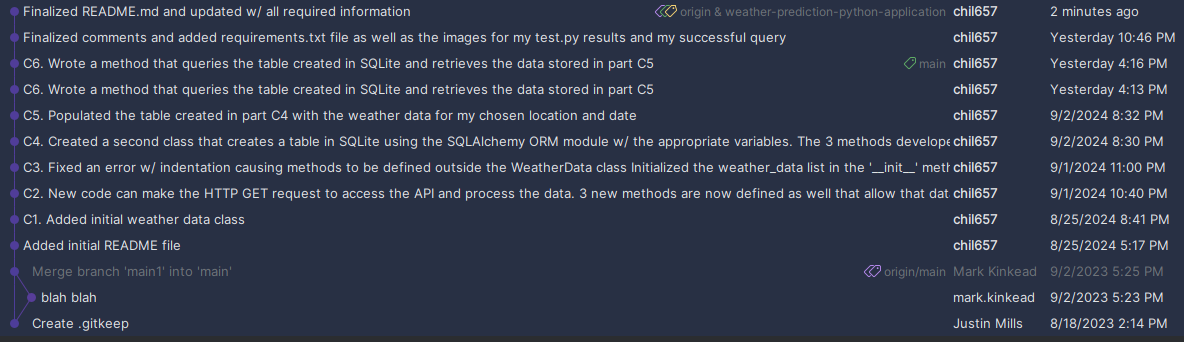 Finalized README.md and updated w/ all required information origin & weather-prediction-python-application chil657 2 minutes ago
Finalized comments and added requirements.txt file as well as the images for my test.py results and my successful query chil657 Yesterday 10:46 PM
C6. Wrote a method that queries the table created in SQLite and retrieves the data stored in part C5 main chil657 Yesterday 4:16 PM
C6. Wrote a method that queries the table created in SQLite and retrieves the data stored in part C5 chil657 Yesterday 4:13 PM
C5. Populated the table created in part C4 with the weather data for my chosen location and date chil657 9/2/2024 8:32 PM
C4. Created a second class that creates a table in SQLite using the SQLAlchemy ORM module w/ the appropriate variables. The 3 methods develope chil657 9/2/2024 8:30 PM
C3. Fixed an error w/ indentation causing methods to be defined outside the WeatherData class Initialized the weather_data list in the '__init__' meth chil657 9/1/2024 11:00 PM
C2. New code can make the HTTP GET request to access the API and process the data. 3 new methods are now defined as well that allow that dat chil657 9/1/2024 10:40 PM
C1. Added initial weather data class chil657 8/25/2024 8:41 PM
Added initial README file chil657 8/25/2024 5:17 PM
Merge branch 'main1' into 'main' origin/main Mark Kinkead 9/2/2023 5:25 PM
blah blah mark.kinkead 9/2/2023 5:23 PM
Create .gitkeep Justin Mills 8/18/2023 2:14 PM